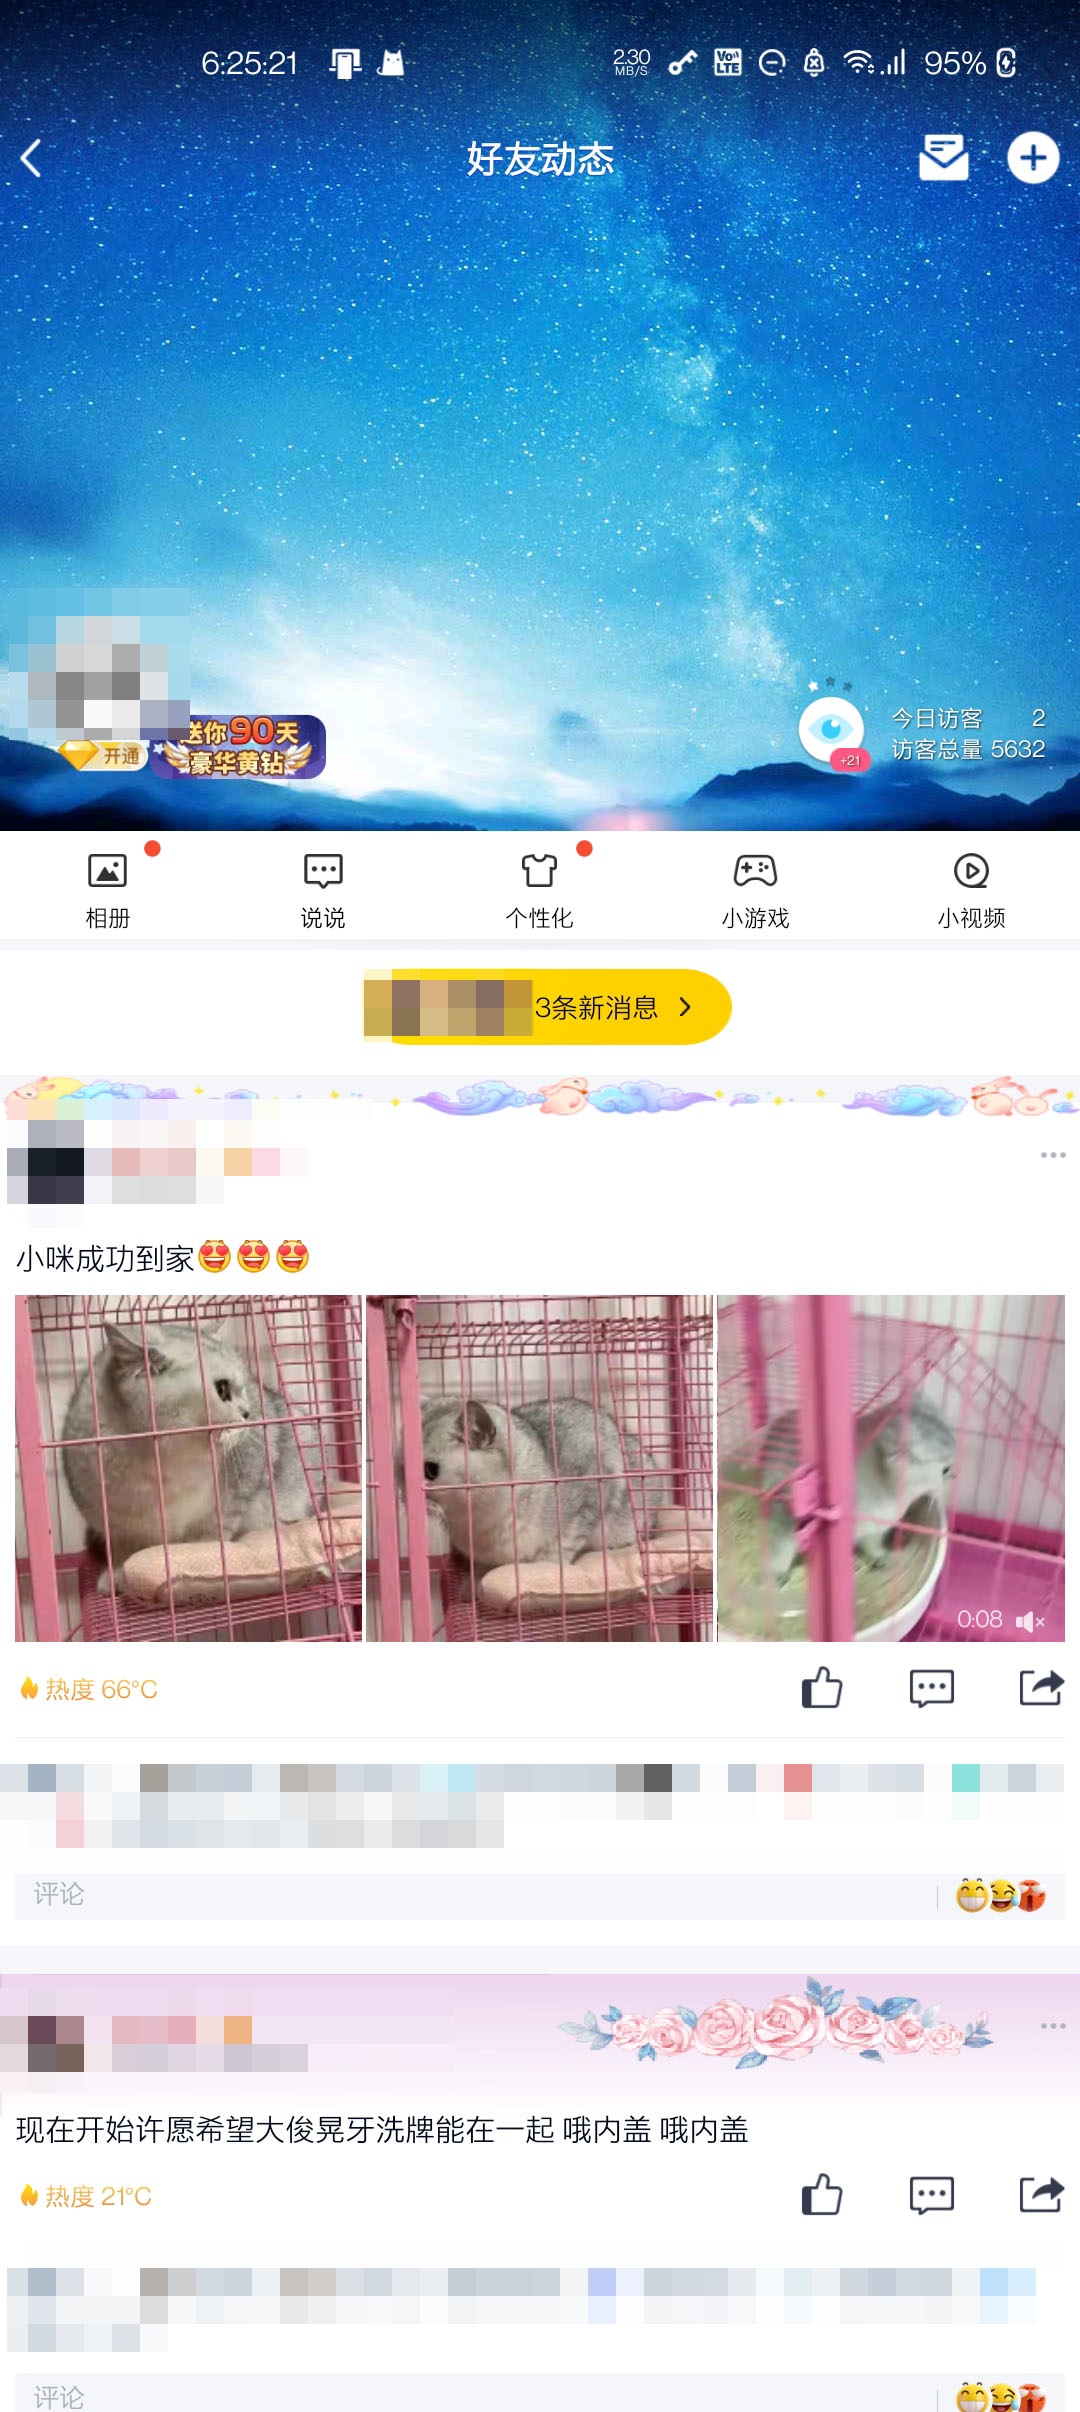 6:25:21
2.30
MB/S
Vo
LTE
95%
好友动态
开通
送你90天
豪华黄钻
+21
今日访客 2
访客总量 5632
相册 说说 个性化 小游戏 小视频
3条新消息
小咪成功到家😍😍😍
0:08
热度 66°C
评论
现在开始许愿希望大俊晃牙洗牌能在一起 哦内盖 哦内盖
热度 21°C
评论